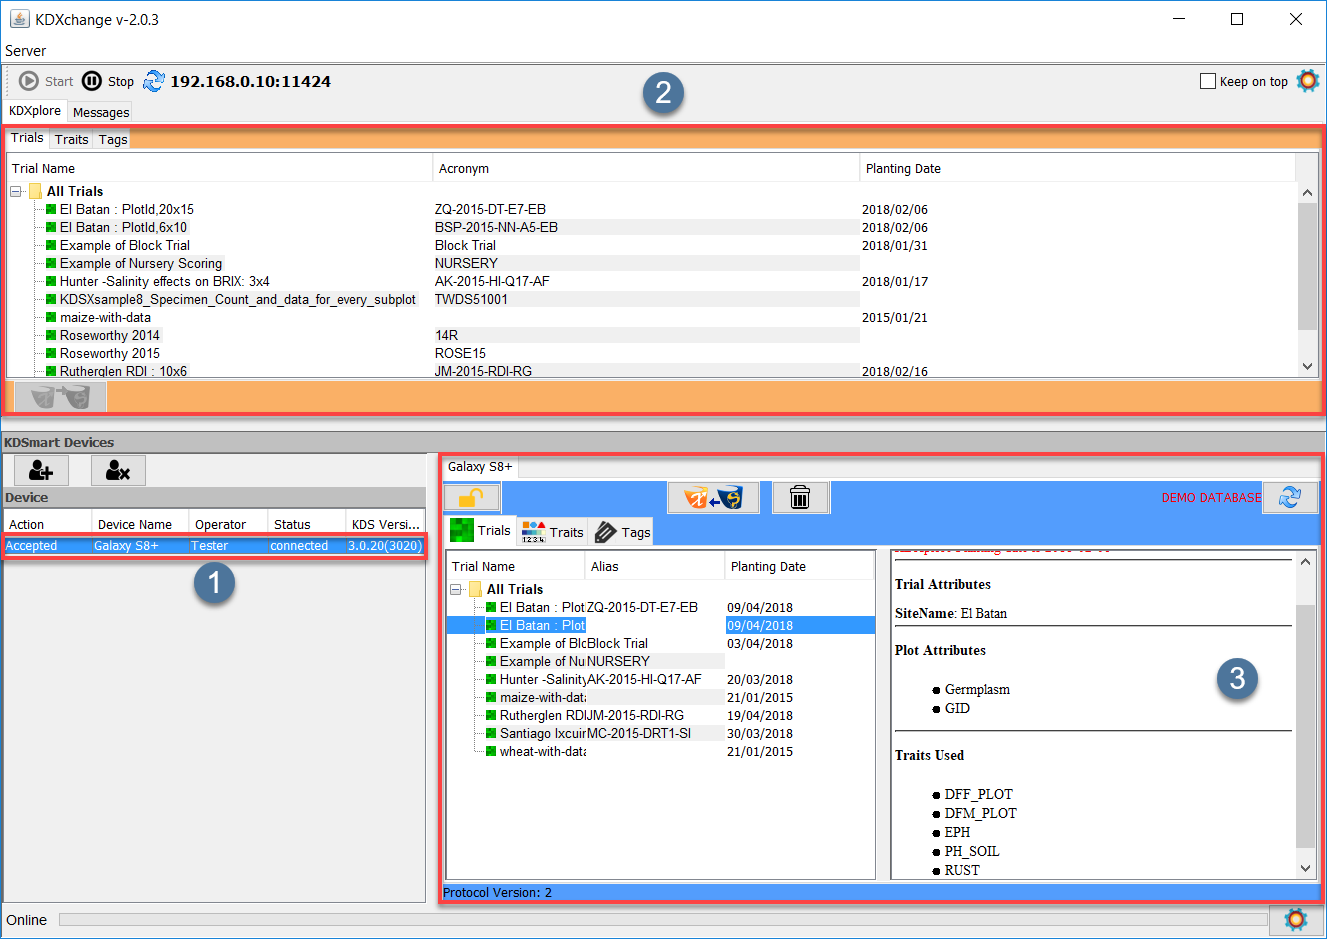 KDXchange v-2.0.3
Server
Start Stop 192.168.0.10:11424 Keep on top
2
KDXplore Messages
Trials Traits Tags
Trial Name Acronym Planting Date
All Trials
El Batan : PlotId,20x15 ZQ-2015-DT-E7-EB 2018/02/06
El Batan : PlotId,6x10 BSP-2015-NN-A5-EB 2018/02/06
Example of Block Trial Block Trial 2018/01/31
Example of Nursery Scoring NURSERY
Hunter -Salinity effects on BRIX: 3x4 AK-2015-HI-Q17-AF 2018/01/17
KDSXsample8_Specimen_Count_and_data_for_every_subplot TWDS51001
maize-with-data 2015/01/21
Roseworthy 2014 14R
Roseworthy 2015 ROSE15
Rutherglen RDI : 10x6 JM-2015-RDI-RG 2018/02/16
KDSmart Devices
Device
Action Device Name Operator Status KDS Versi...
Accepted Galaxy S8+ Tester connected 3.0.20(3020)
1
Galaxy S8+
DEMO DATABASE
Trials Traits Tags
Trial Name Alias Planting Date
All Trials
El Batan : Plot ZQ-2015-DT-E7-EB 09/04/2018
El Batan : Plot 09/04/2018
Example of Blo Block Trial 03/04/2018
Example of Nu NURSERY
Hunter -Salinity AK-2015-HI-Q17-AF 20/03/2018
maize-with-data 21/01/2015
Rutherglen RDI JM-2015-RDI-RG 19/04/2018
Santiago Ixcuin MC-2015-DRT1-SI 30/03/2018
wheat-with-data 21/01/2015
Trial Attributes
SiteName: El Batan
Plot Attributes
Germplasm
GID
3
Traits Used
DFF_PLOT
DFM_PLOT
EPH
PH_SOIL
RUST
Protocol Version: 2
Online